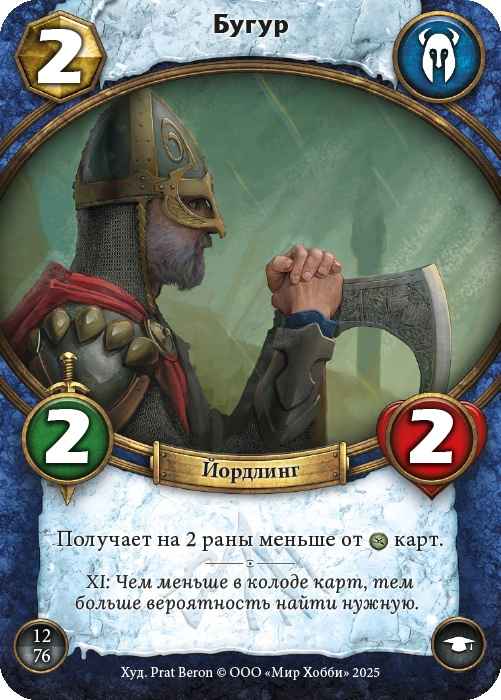 Бугур
2
2
2
Йордлинг
Получает на 2 раны меньше от карт.
XI: Чем меньше в колоде карт, тем
больше вероятность найти нужную.
12
76
Худ. Prat Beron © ООО «Мир Хобби» 2025